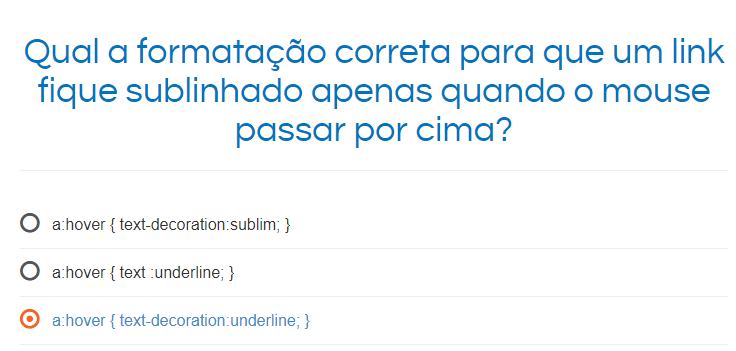 Qual a formatação correta para que um link
fique sublinhado apenas quando o mouse
passar por cima?
a:hover { text-decoration:sublim; }
a:hover { text :underline; }
a:hover { text-decoration:underline; }